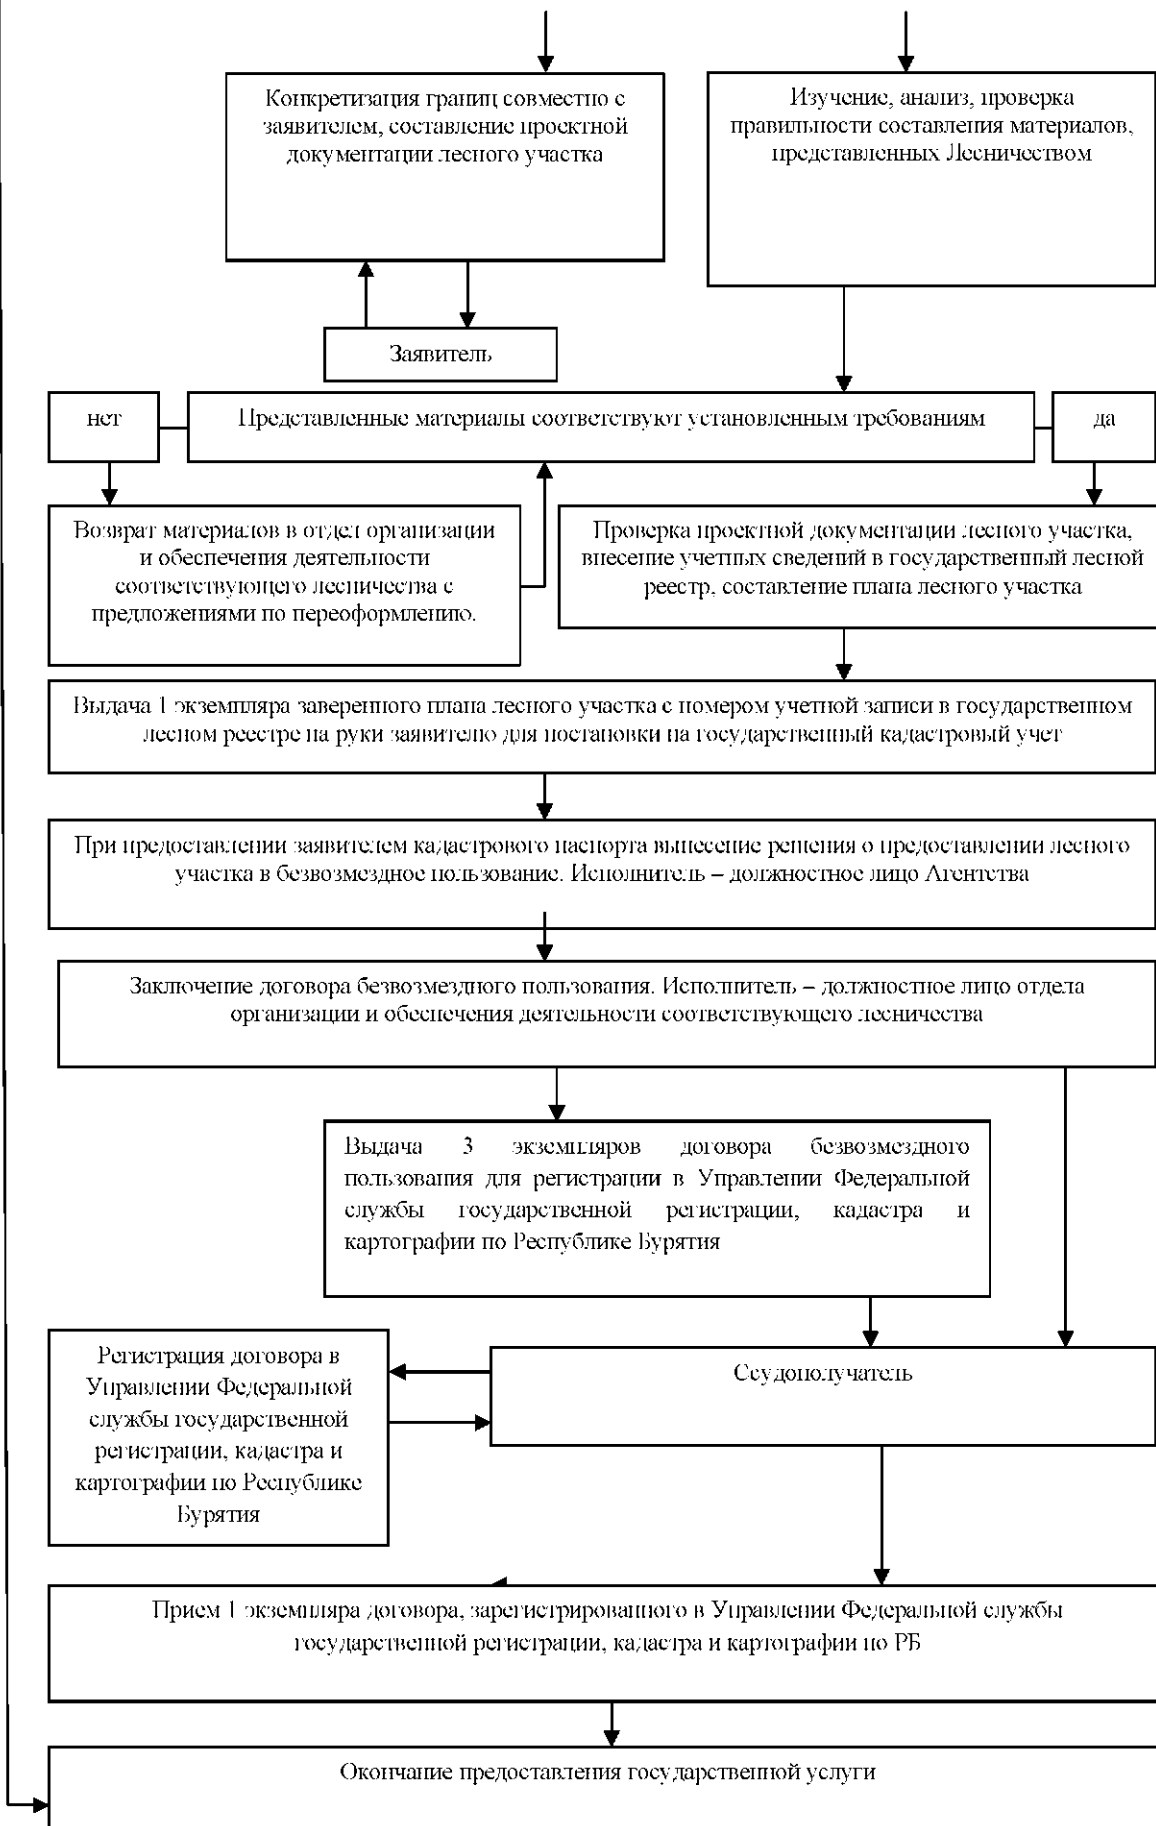 Конкретизация границ совместно с
заявителем, составление проектной
документации лесного участка
Изучение, анализ, проверка
правильности составления материалов,
представленных Лесничеством
Заявитель
нет
Представленные материалы соответствуют установленным требованиям
да
Возврат материалов в отдел организации
и обеспечения деятельности
соответствующего лесничества с
предложениями по переоформлению.
Проверка проектной документации лесного участка,
внесение учетных сведений в государственный лесной
реестр, составление плана лесного участка
Выдача 1 экземпляра заверенного плана лесного участка с номером учетной записи в государственном
лесном реестре на руки заявителю для постановки на государственный кадастровый учет
При предоставлении заявителем кадастрового паспорта вынесение решения о предоставлении лесного
участка в безвозмездное пользование. Исполнитель – должностное лицо Агентства
Заключение договора безвозмездного пользования. Исполнитель – должностное лицо отдела
организации и обеспечения деятельности соответствующего лесничества
Выдача 3 экземпляров договора безвозмездного
пользования для регистрации в Управлении Федеральной
службы государственной регистрации, кадастра и
картографии по Республике Бурятия
Регистрация договора в
Управлении Федеральной
службы государственной
регистрации, кадастра и
картографии по Республике
Бурятия
Ссудополучатель
Прием 1 экземпляра договора, зарегистрированного в Управлении Федеральной службы
государственной регистрации, кадастра и картографии по РБ
Окончание предоставления государственной услуги